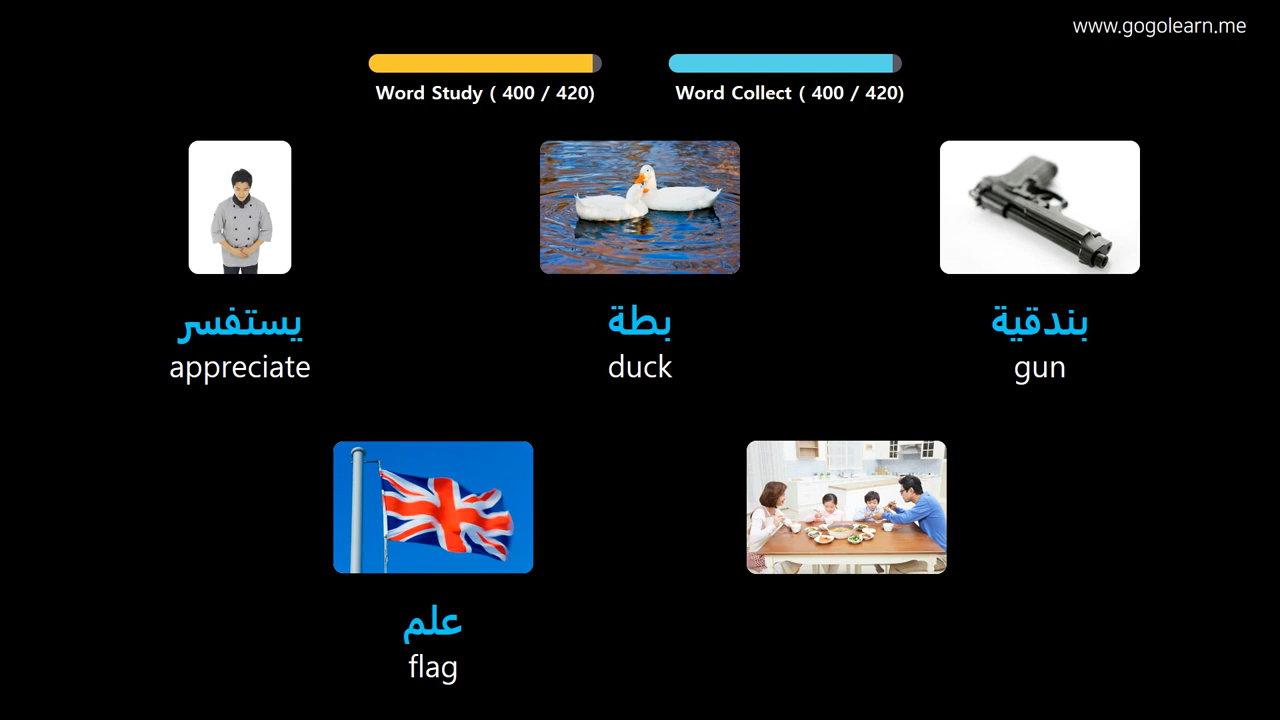 www.gogolearn.me
Word Study ( 400 / 420)
Word Collect ( 400 / 420)
يستفسر
appreciate
بطة
duck
بندقية
gun
علم
flag